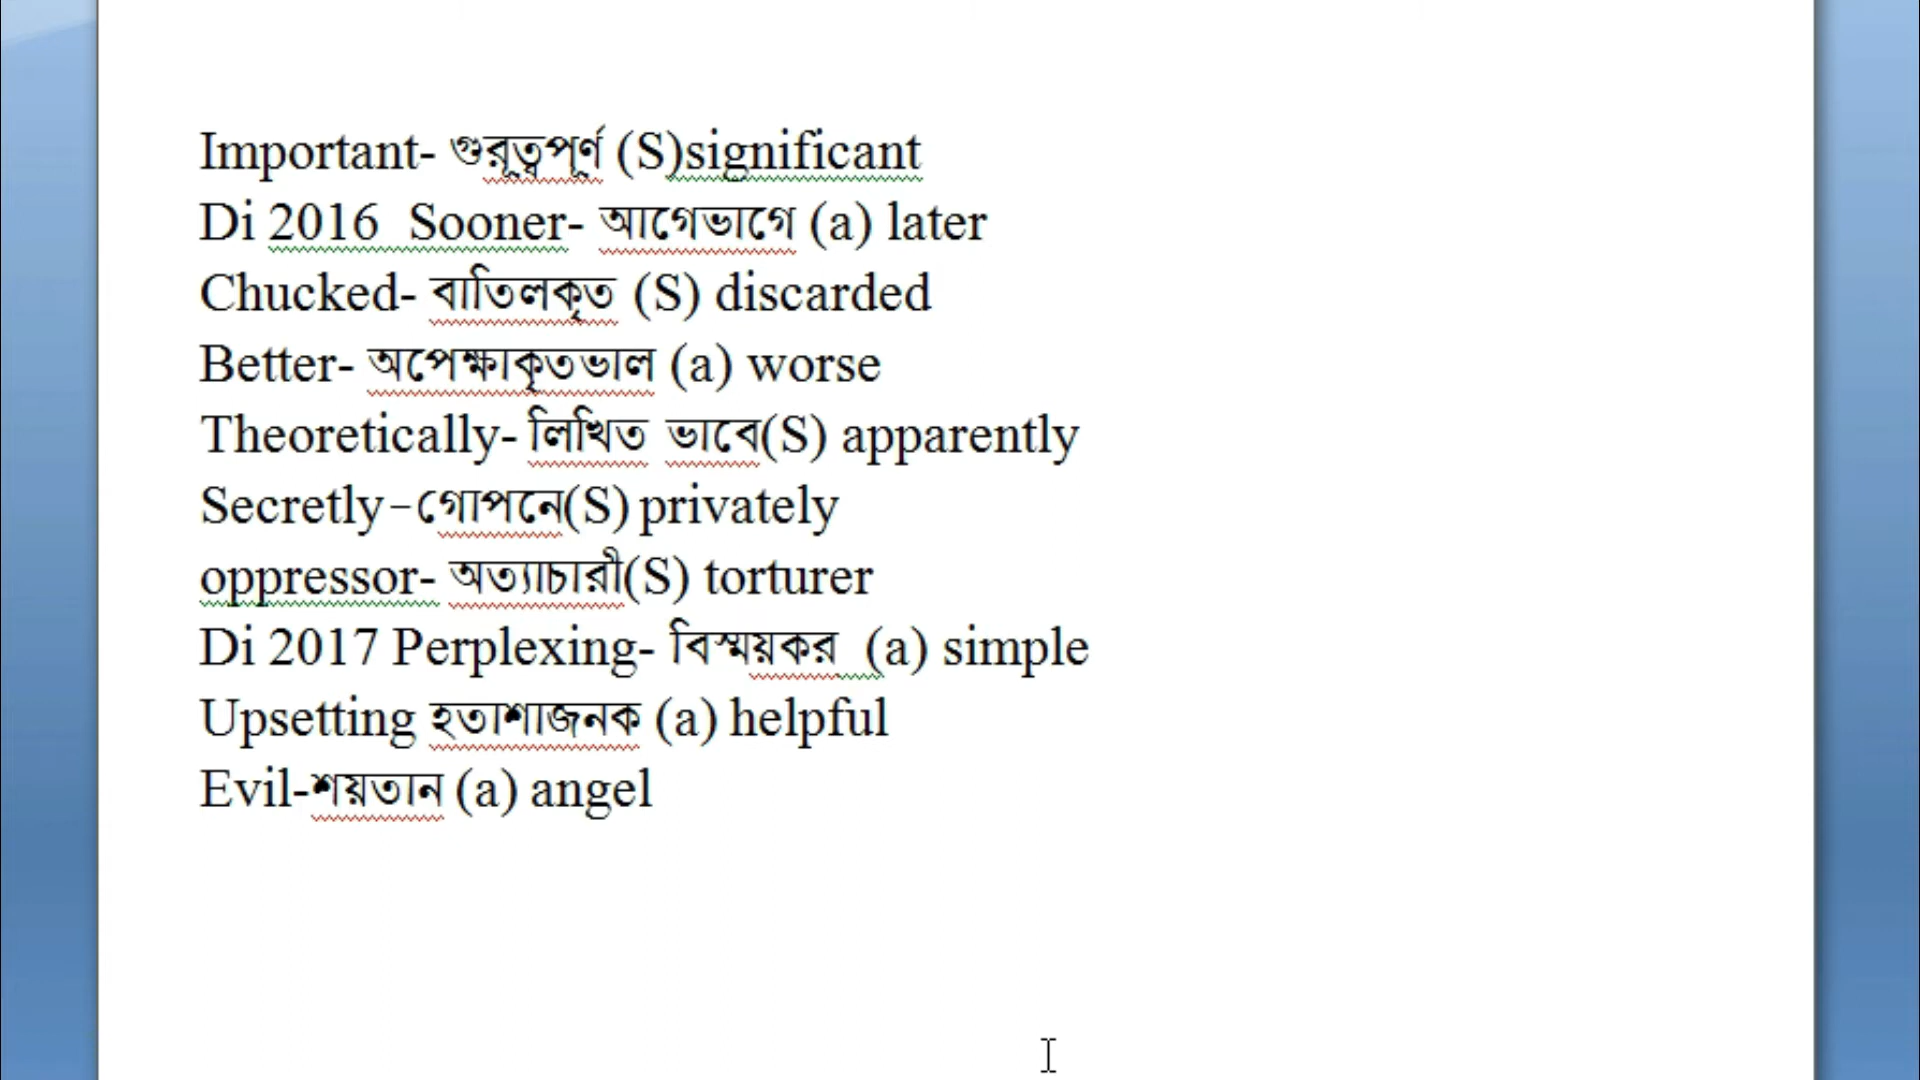 Important- গুরূত্বপূর্ণ (S)significant
Di 2016  Sooner- আগেভাগে (a) later
Chucked- বাতিলকৃত (S) discarded
Better- অপেক্ষাকৃতভাল (a) worse
Theoretically- লিখিত ভাবে(S) apparently
Secretly-গোপনে(S) privately
oppressor- অত্যাচারী(S) torturer
Di 2017 Perplexing- বিস্ময়কর  (a) simple
Upsetting হতাশাজনক (a) helpful
Evil-শয়তান (a) angel